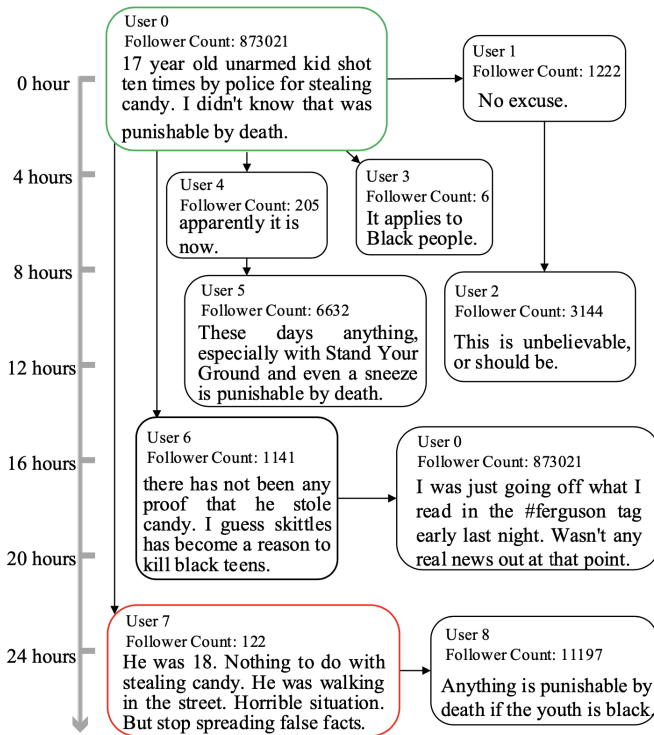 User 0
Follower Count: 873021
17 year old unarmed kid shot
ten times by police for stealing
candy. I didn't know that was
punishable by death.
User 1
Follower Count: 1222
No excuse.
0 hour
4 hours
User 4
Follower Count: 205
apparently it is
now.
User 3
Follower Count: 6
It applies to
Black people.
8 hours
User 5
Follower Count: 6632
These days anything,
especially with Stand Your
Ground and even a sneeze
is punishable by death.
User 2
Follower Count: 3144
This is unbelievable,
or should be.
12 hours
User 6
Follower Count: 1141
there has not been any
proof that he stole
candy. I guess skittles
has become a reason to
kill black teens.
User 0
Follower Count: 873021
I was just going off what I
read in the #ferguson tag
early last night. Wasn't any
real news out at that point.
16 hours
20 hours
User 7
Follower Count: 122
He was 18. Nothing to do with
stealing candy. He was walking
in the street. Horrible situation.
But stop spreading false facts.
User 8
Follower Count: 11197
Anything is punishable by
death if the youth is black.
24 hours